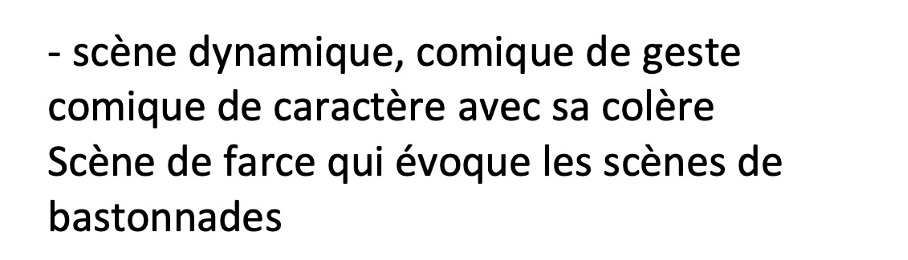 - scène dynamique, comique de geste
comique de caractère avec sa colère
Scène de farce qui évoque les scènes de
bastonnades